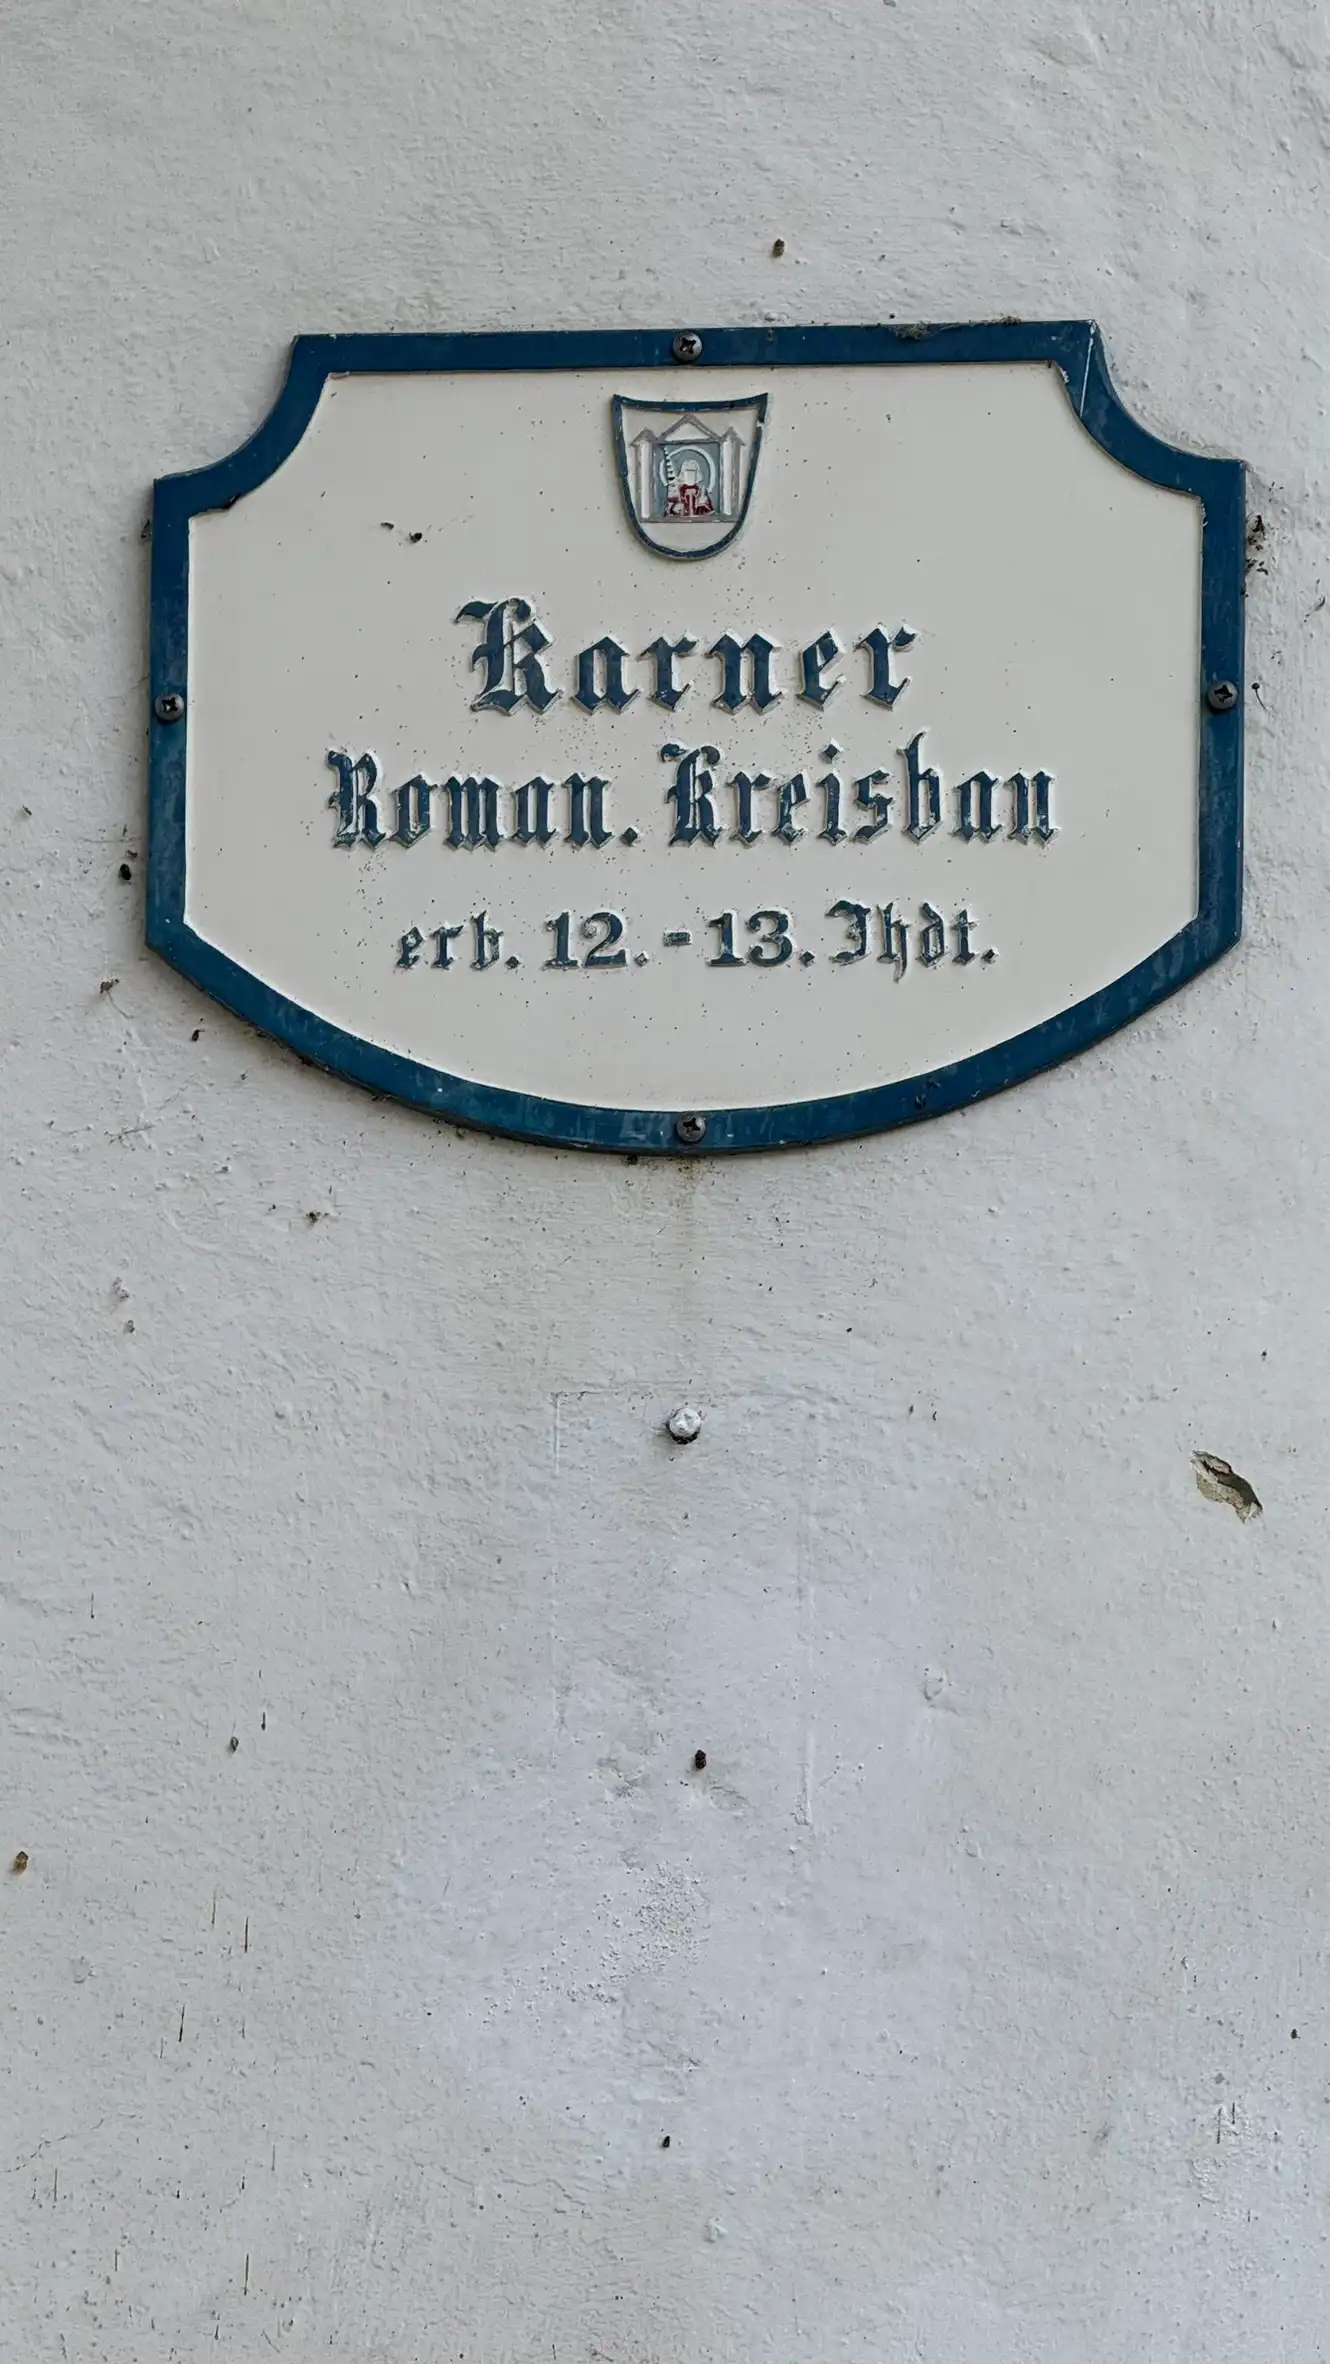 Karner
Roman. Kreisbau
erb. 12.-13. Jhdt.